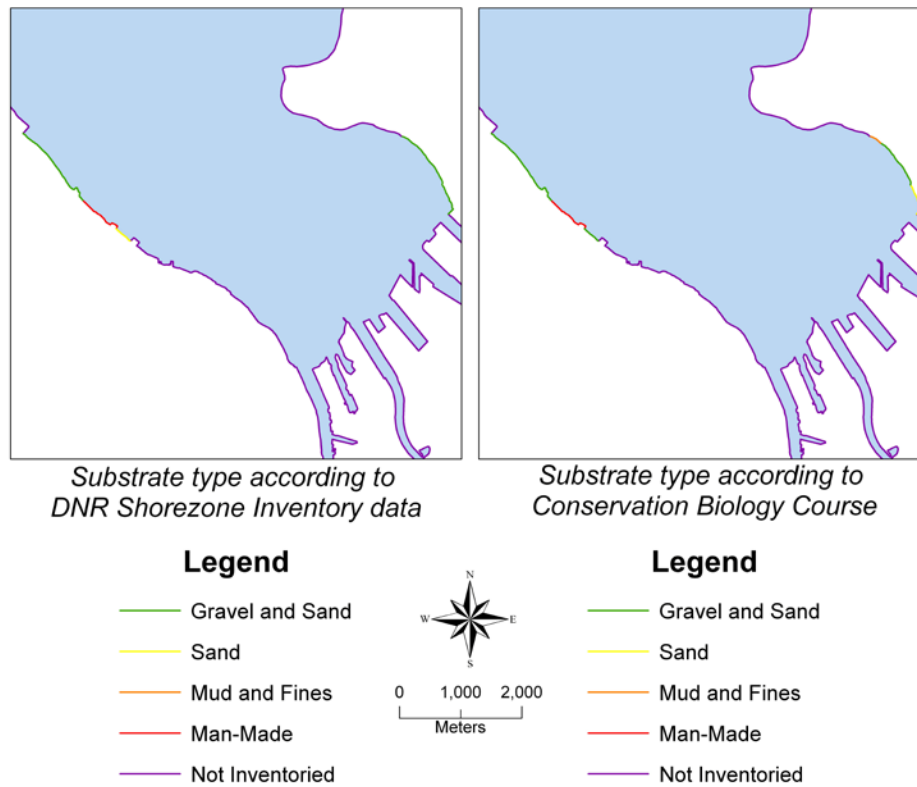 Substrate type according to
DNR Shorezone Inventory data
Substrate type according to
Conservation Biology Course
Legend
Gravel and Sand
Sand
Mud and Fines
Man-Made
Not Inventoried
N
W
E
S
0 1,000 2,000
Meters
Legend
Gravel and Sand
Sand
Mud and Fines
Man-Made
Not Inventoried